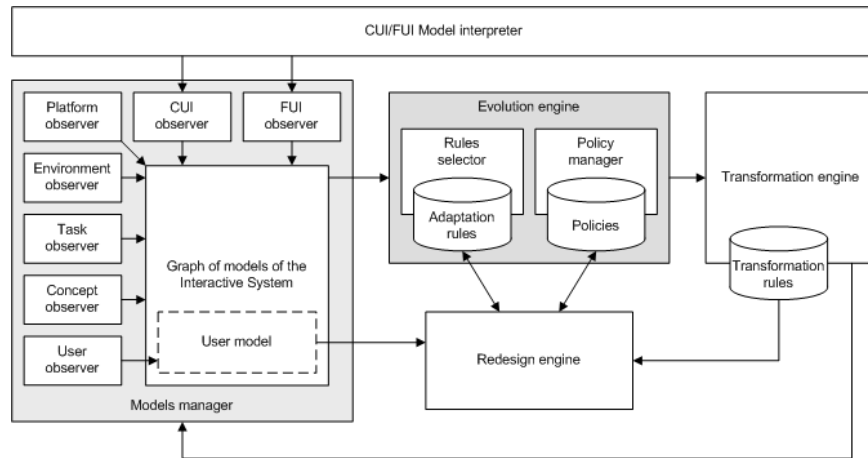 CUI/FUI Model interpreter
Platform
observer
CUI
observer
FUI
observer
Environment
observer
Task
observer
Concept
observer
User
observer
Graph of models of the
Interactive System
User model
Models manager
Evolution engine
Rules
selector
Adaptation
rules
Policy
manager
Policies
Transformation engine
Transformation
rules
Redesign engine